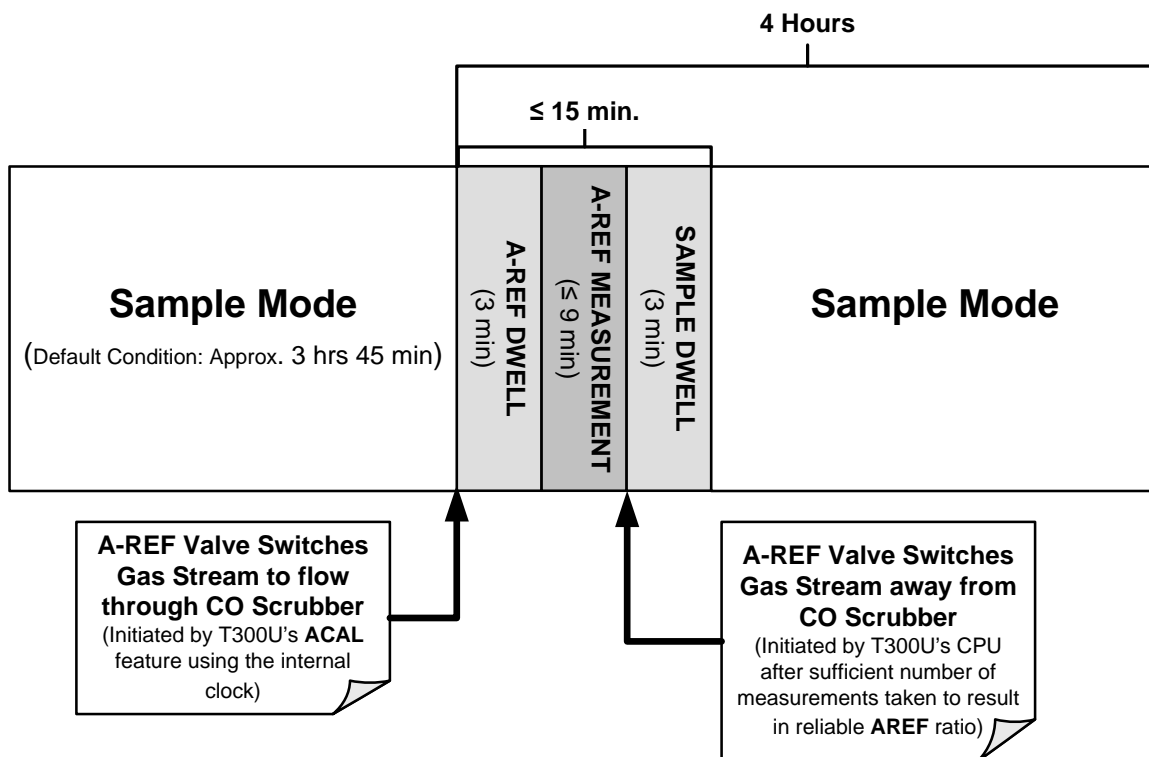 4 Hours
≤ 15 min.
Sample Mode
(Default Condition: Approx. 3 hrs 45 min)
A-REF DWELL
(3 min)
A-REF MEASUREMENT
(≤ 9 min)
SAMPLE DWELL
(3 min)
Sample Mode
A-REF Valve Switches
Gas Stream to flow
through CO Scrubber
(Initiated by T300U’s ACAL
feature using the internal
clock)
A-REF Valve Switches
Gas Stream away from
CO Scrubber
(Initiated by T300U’s CPU
after sufficient number of
measurements taken to result
in reliable AREF ratio)